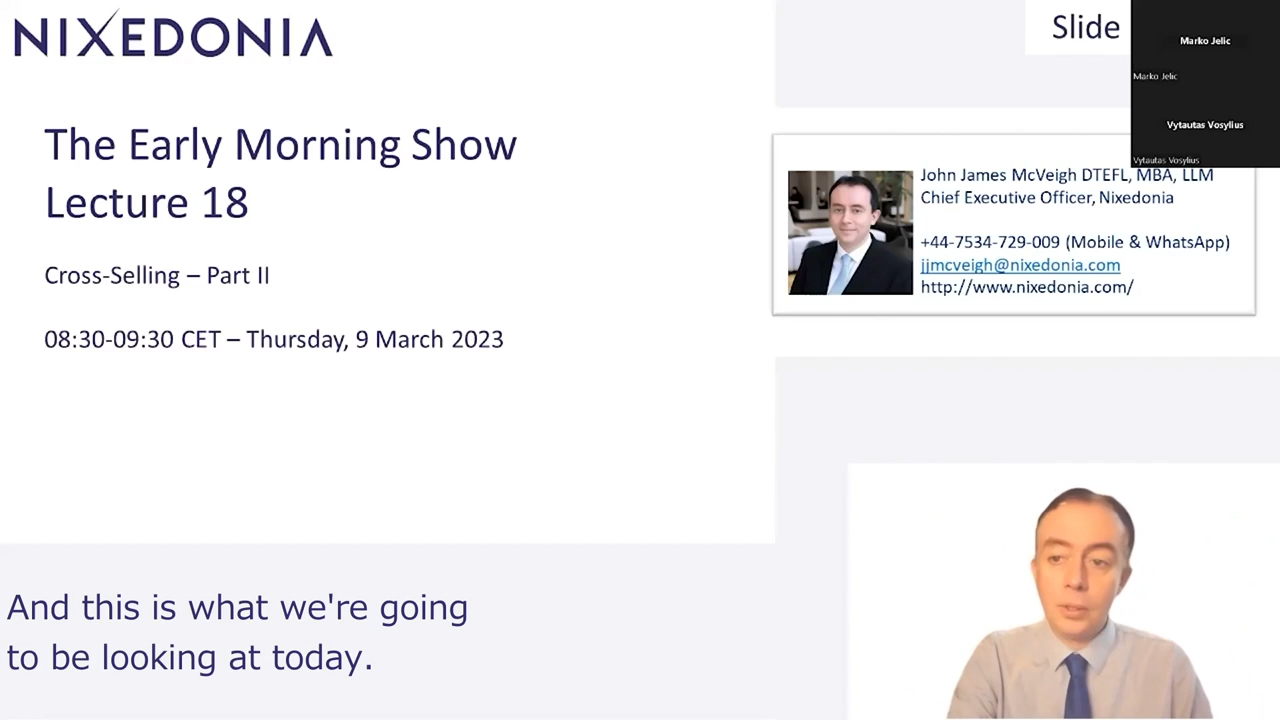 NIXEDONIA
Slide
Marko Jelic
Marko Jelic
Vytautas Vosylius
Vytautas Vosylius
The Early Morning Show
Lecture 18
Cross-Selling – Part II
08:30-09:30 CET – Thursday, 9 March 2023
John James McVeigh DTEFL, MBA, LLM
Chief Executive Officer, Nixedonia
+44-7534-729-009 (Mobile & WhatsApp)
jjmcveigh@nixedonia.com
http://www.nixedonia.com/
And this is what we're going
to be looking at today.